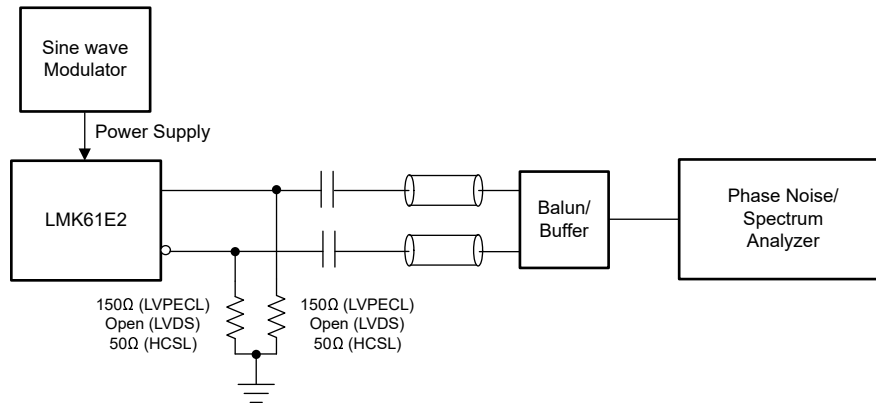 Sine wave
Modulator
Power Supply
LMK61E2
Balun/
Buffer
Phase Noise/
Spectrum
Analyzer
150Ω (LVPECL)
Open (LVDS)
50Ω (HCSL)
150Ω (LVPECL)
Open (LVDS)
50Ω (HCSL)